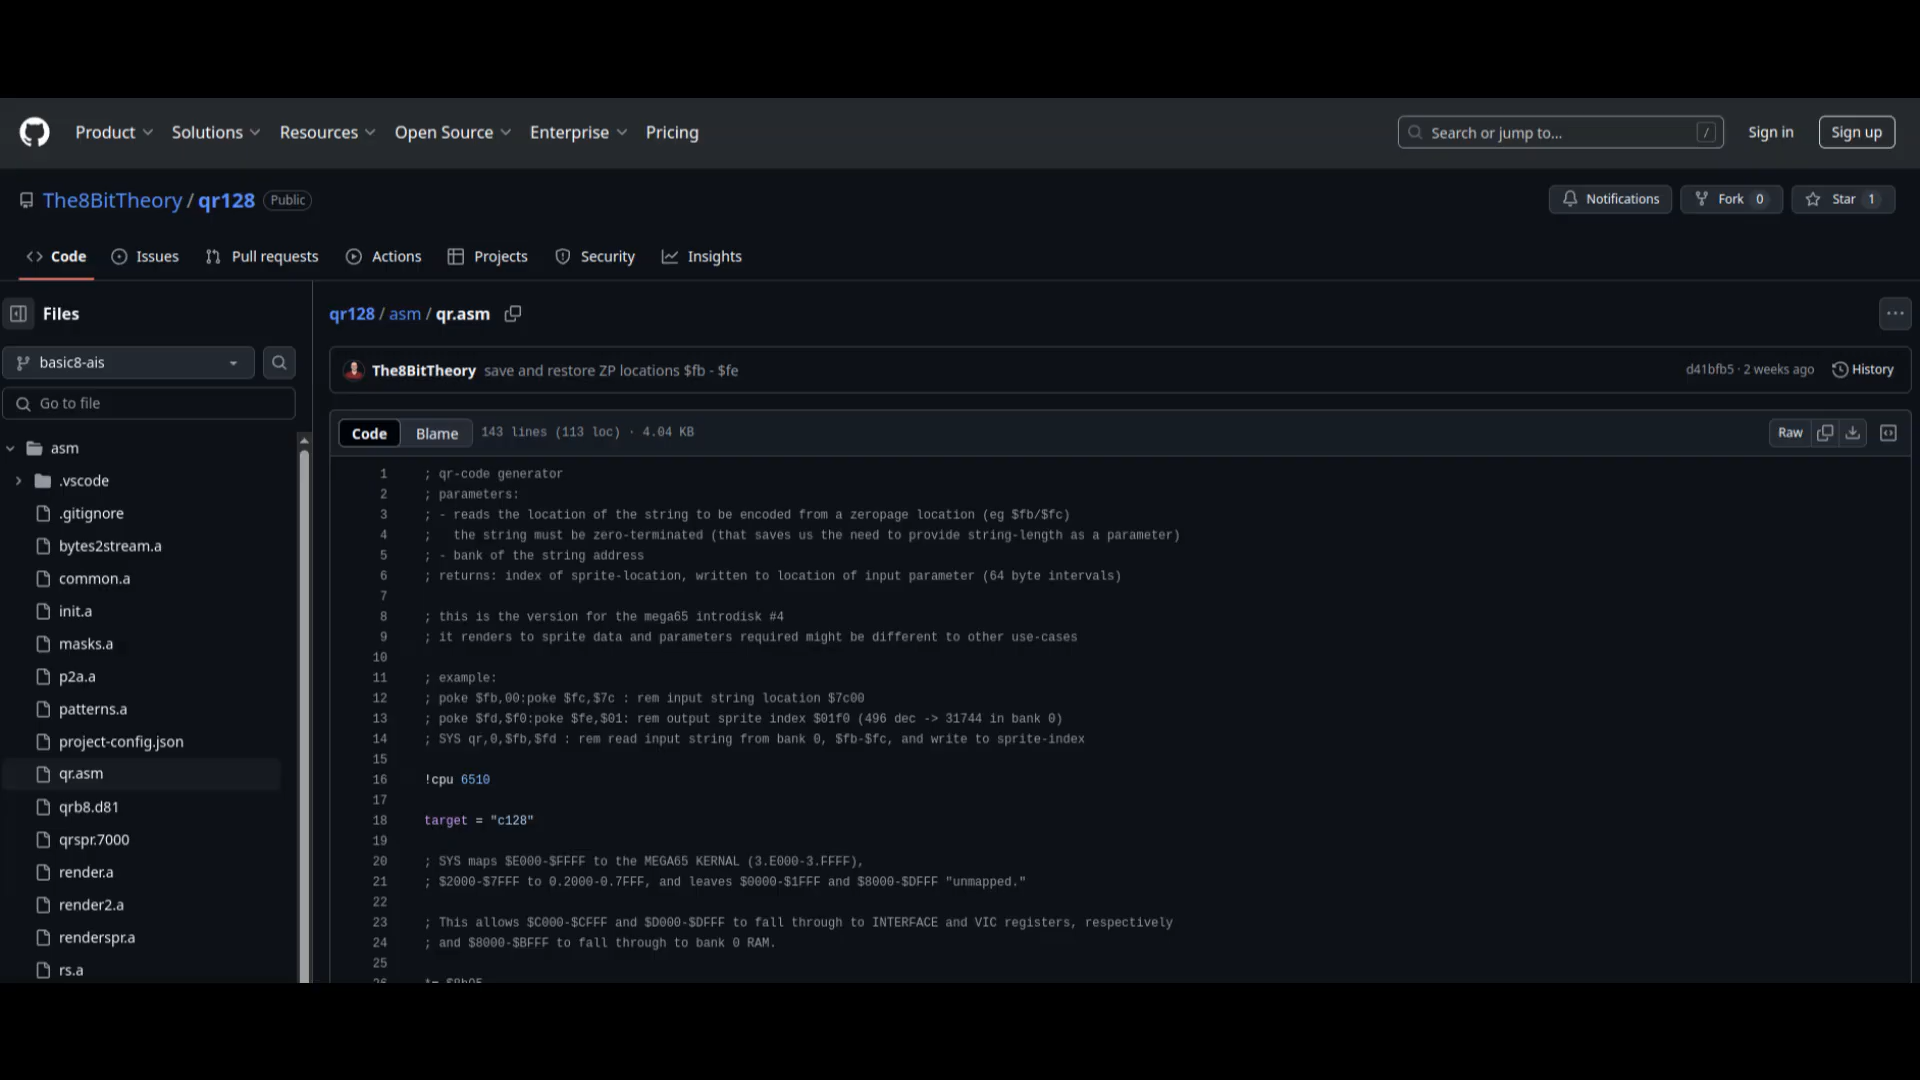 Product Solutions Resources Open Source Enterprise Pricing Search or jump to... / Sign in Sign up
The8BitTheory / qr128 Public Notifications Fork 0 Star 1
Code Issues Pull requests Actions Projects Security Insights
Files
basic8-ais
Go to file
asm
.vscode
.gitignore
bytes2stream.a
common.a
init.a
masks.a
p2a.a
patterns.a
project-config.json
qr.asm
qrb8.d81
qrspr.7000
render.a
render2.a
renderspr.a
rs.a
qr128 / asm / qr.asm
The8BitTheory save and restore ZP locations $fb - $fe d41bfb5 · 2 weeks ago History
Code Blame 143 lines (113 loc) · 4.04 KB Raw
1 ; qr-code generator
2 ; parameters:
3 ; - reads the location of the string to be encoded from a zeropage location (eg $fb/$fc)
4 ;   the string must be zero-terminated (that saves us the need to provide string-length as a parameter)
5 ; - bank of the string address
6 ; returns: index of sprite-location, written to location of input parameter (64 byte intervals)
7
8 ; this is the version for the mega65 introdisk #4
9 ; it renders to sprite data and parameters required might be different to other use-cases
10
11 ; example:
12 ; poke $fb,00:poke $fc,$7c : rem input string location $7c00
13 ; poke $fd,$f0:poke $fe,$01: rem output sprite index $01f0 (496 dec -> 31744 in bank 0)
14 ; SYS qr,0,$fb,$fd : rem read input string from bank 0, $fb-$fc, and write to sprite-index
15
16 !cpu 6510
17
18 target = "c128"
19
20 ; SYS maps $E000-$FFFF to the MEGA65 KERNAL (3.E000-3.FFFF),
21 ; $2000-$7FFF to 0.2000-0.7FFF, and leaves $0000-$1FFF and $8000-$DFFF "unmapped."
22
23 ; This allows $C000-$CFFF and $D000-$DFFF to fall through to INTERFACE and VIC registers, respectively
24 ; and $8000-$BFFF to fall through to bank 0 RAM.
25